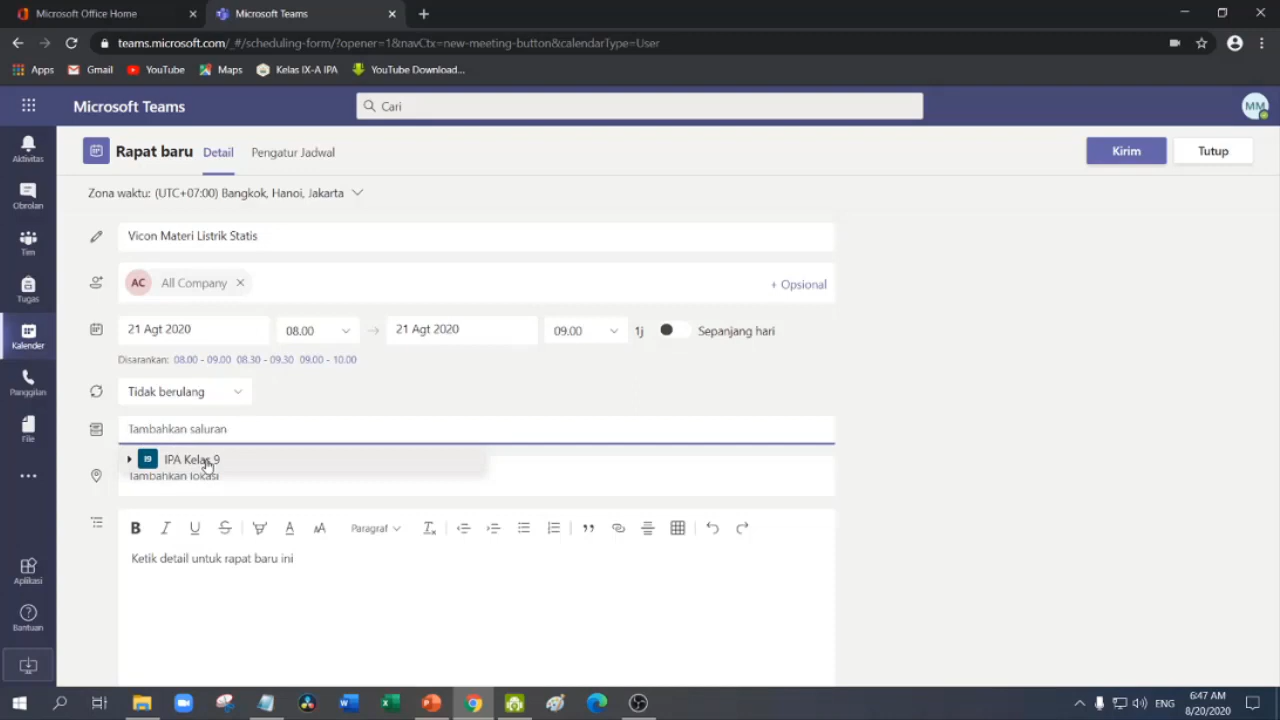 Microsoft Office Home
Microsoft Teams
teams.microsoft.com/_#/scheduling-form/?opener=1&navCtx=new-meeting-button&calendarType=User
Apps
Gmail
YouTube
Maps
Kelas IX-A IPA
YouTube Download...
Microsoft Teams
Cari
MM
Aktivitas
Obrolan
Tim
Tugas
Kalender
Panggilan
File
Aplikasi
Bantuan
Rapat baru
Detail
Pengatur Jadwal
Kirim
Tutup
Zona waktu: (UTC+07:00) Bangkok, Hanoi, Jakarta
Vicon Materi Listrik Statis
AC All Company
+ Opsional
21 Agt 2020 08.00 21 Agt 2020 09.00 1j Sepanjang hari
Disarankan: 08.00 - 09.00 08.30 - 09.30 09.00 - 10.00
Tidak berulang
Tambahkan saluran
I9 IPA Kelas 9
Tambahkan lokasi
B I U S A AA Paragraf
Ketik detail untuk rapat baru ini
ENG
6:47 AM
8/20/2020